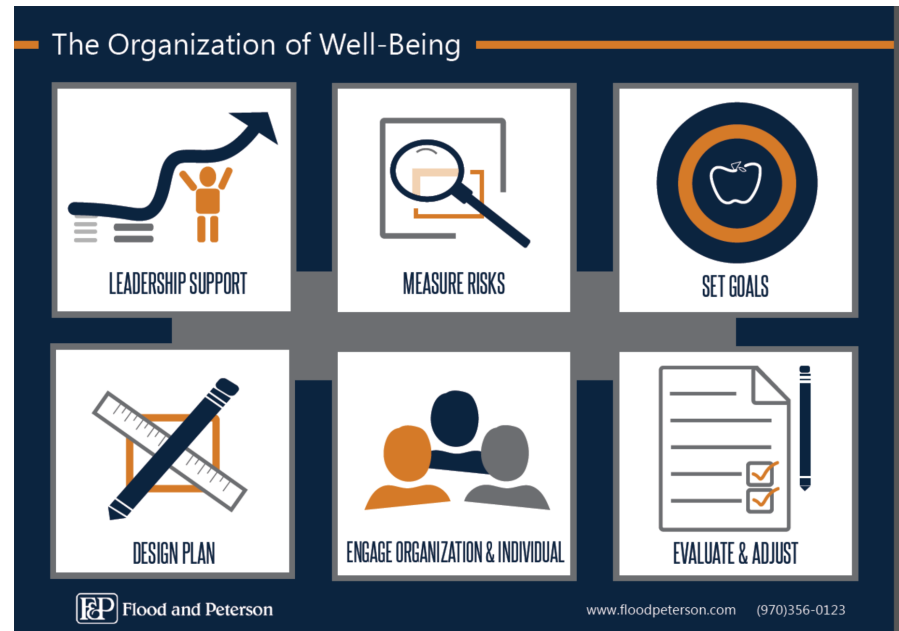 The Organization of Well-Being
LEADERSHIP SUPPORT
MEASURE RISKS
SET GOALS
DESIGN PLAN
ENGAGE ORGANIZATION & INDIVIDUAL
EVALUATE & ADJUST
F&P Flood and Peterson
www.floodpeterson.com (970)356-0123